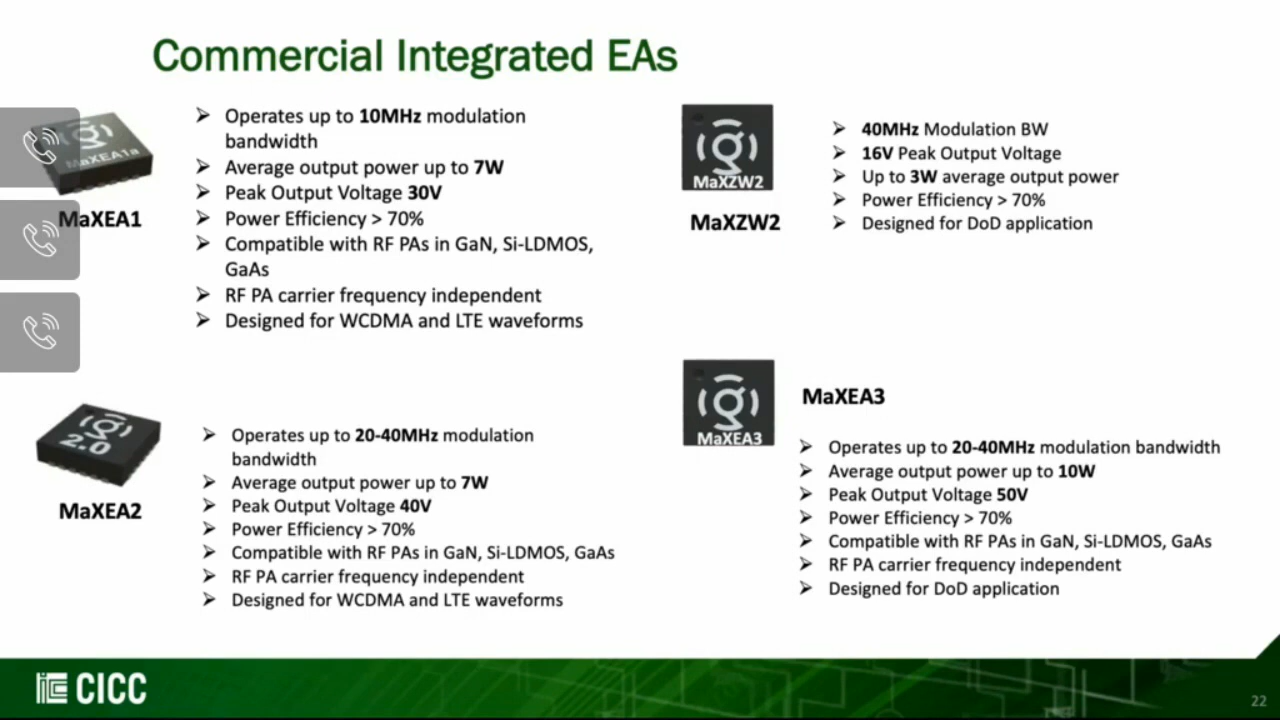 Commercial Integrated EAs
MaXEA1a
MaXEA1
➢ Operates up to 10MHz modulation
bandwidth
➢ Average output power up to 7W
➢ Peak Output Voltage 30V
➢ Power Efficiency > 70%
➢ Compatible with RF PAs in GaN, Si-LDMOS,
GaAs
➢ RF PA carrier frequency independent
➢ Designed for WCDMA and LTE waveforms
MaXZW2
MaXZW2
➢ 40MHz Modulation BW
➢ 16V Peak Output Voltage
➢ Up to 3W average output power
➢ Power Efficiency > 70%
➢ Designed for DoD application
2.0
MaXEA2
➢ Operates up to 20-40MHz modulation
bandwidth
➢ Average output power up to 7W
➢ Peak Output Voltage 40V
➢ Power Efficiency > 70%
➢ Compatible with RF PAs in GaN, Si-LDMOS, GaAs
➢ RF PA carrier frequency independent
➢ Designed for WCDMA and LTE waveforms
MaXEA3
MaXEA3
➢ Operates up to 20-40MHz modulation bandwidth
➢ Average output power up to 10W
➢ Peak Output Voltage 50V
➢ Power Efficiency > 70%
➢ Compatible with RF PAs in GaN, Si-LDMOS, GaAs
➢ RF PA carrier frequency independent
➢ Designed for DoD application
CICC
22